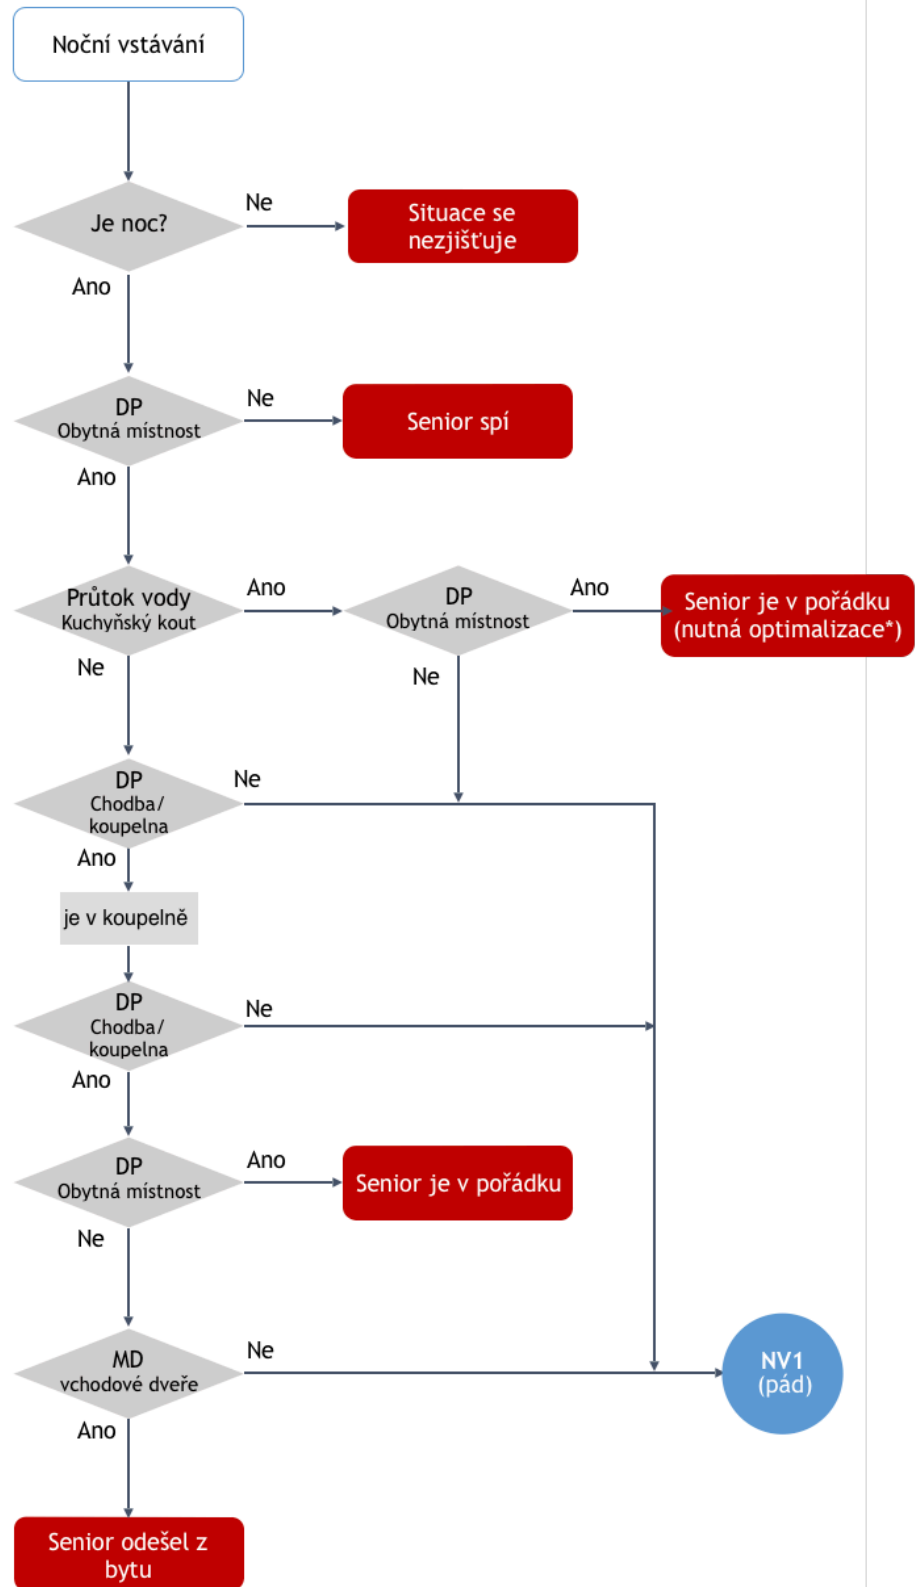 Noční vstávání
Je noc?
Ne
Situace se
nezjišťuje
Ano
DP
Obytná místnost
Ne
Senior spí
Ano
Průtok vody
Kuchyňský kout
Ano
DP
Obytná místnost
Ano
Senior je v pořádku
(nutná optimalizace*)
Ne
Ne
DP
Chodba/
koupelna
Ne
Ano
je v koupelně
DP
Chodba/
koupelna
Ne
Ano
DP
Obytná místnost
Ano
Senior je v pořádku
Ne
MD
vchodové dveře
Ne
NV1
(pád)
Ano
Senior odešel z
bytu